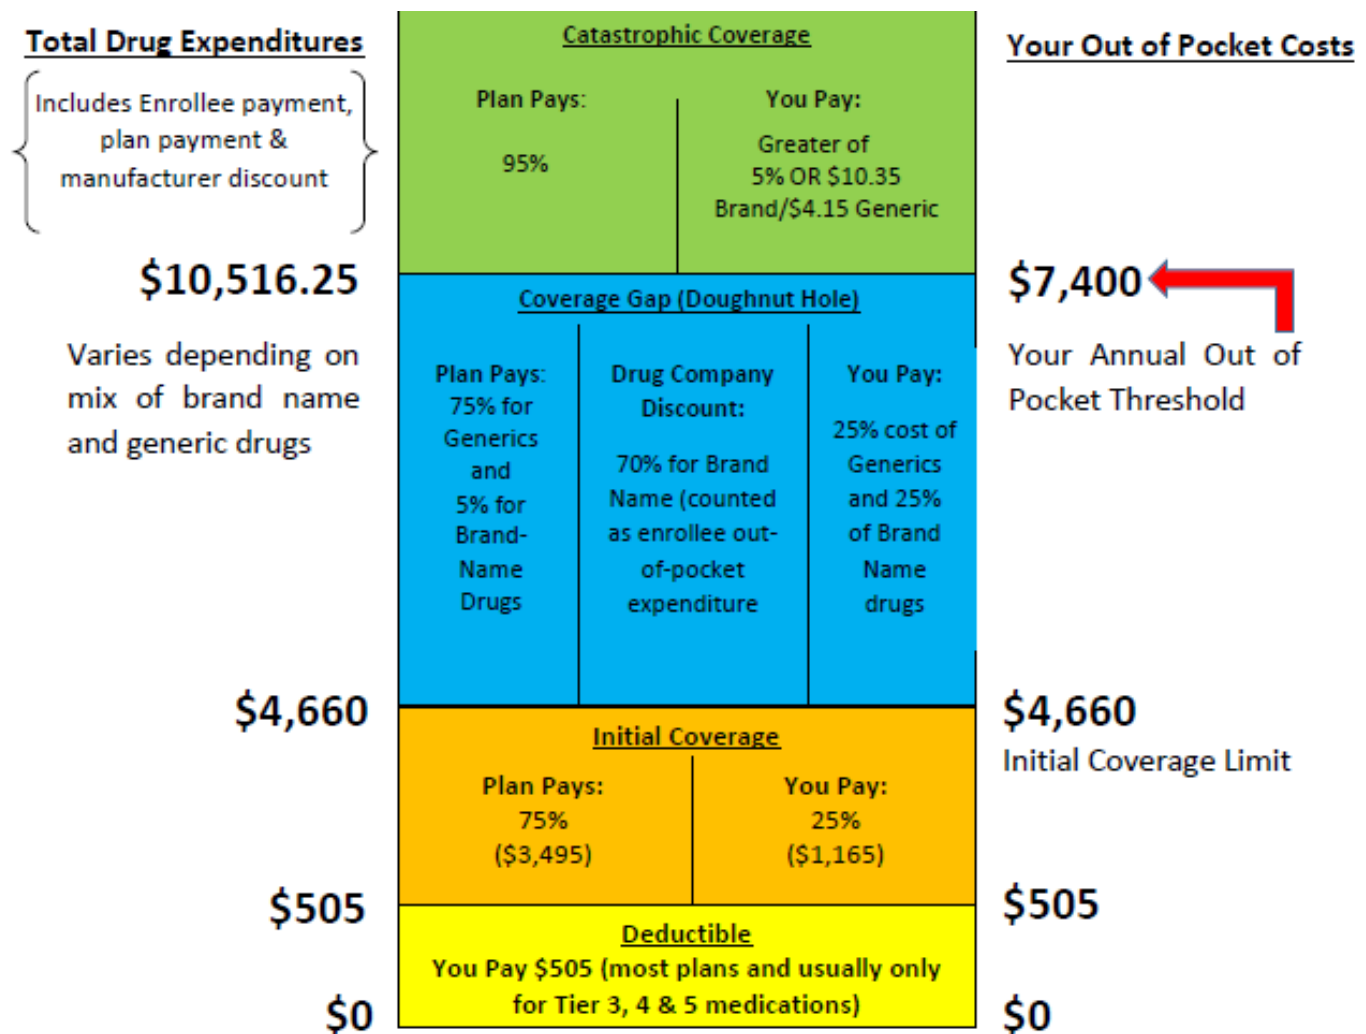 Total Drug Expenditures
Includes Enrollee payment,
plan payment &
manufacturer discount
$10,516.25
Varies depending on
mix of brand name
and generic drugs
$4,660
$505
$0
Catastrophic Coverage
Plan Pays:
95%
You Pay:
Greater of
5% OR $10.35
Brand/$4.15 Generic
Coverage Gap (Doughnut Hole)
Plan Pays:
75% for
Generics
and
5% for
Brand-
Name
Drugs
Drug Company
Discount:
70% for Brand
Name (counted
as enrollee out-
of-pocket
expenditure
You Pay:
25% cost of
Generics
and 25%
of Brand
Name
drugs
Initial Coverage
Plan Pays:
75%
($3,495)
You Pay:
25%
($1,165)
Deductible
You Pay $505 (most plans and usually only
for Tier 3, 4 & 5 medications)
Your Out of Pocket Costs
$7,400
Your Annual Out of
Pocket Threshold
$4,660
Initial Coverage Limit
$505
$0